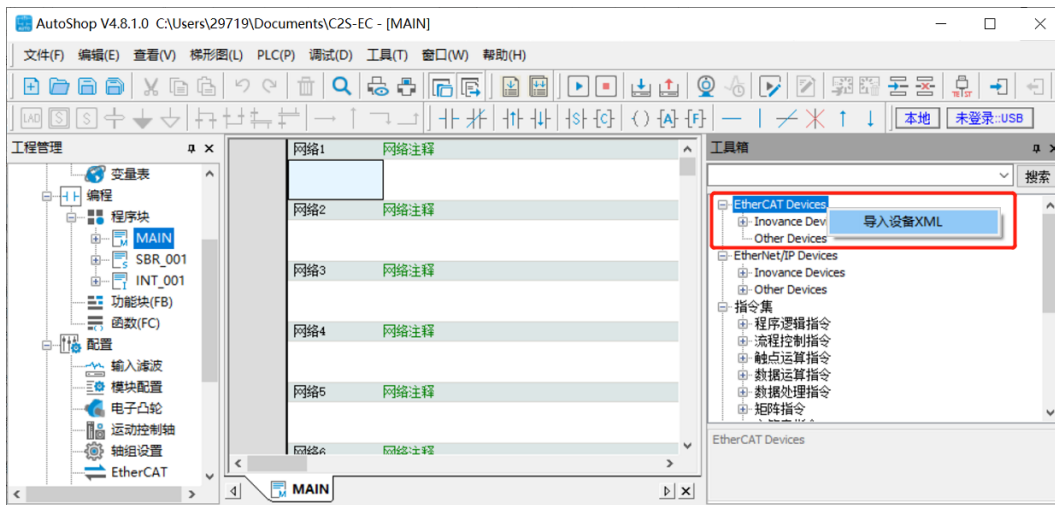 AutoShop V4.8.1.0 C:\Users\29719\Documents\C2S-EC - [MAIN]
文件(F) 编辑(E) 查看(V) 梯形图(L) PLC(P) 调试(D) 工具(T) 窗口(W) 帮助(H)
LAD
TEST
本地
未登录::USB
工程管理
变量表
编程
程序块
MAIN
SBR_001
INT_001
功能块(FB)
函数(FC)
配置
输入滤波
模块配置
电子凸轮
运动控制轴
轴组设置
EtherCAT
网络1 网络注释
网络2 网络注释
网络3 网络注释
网络4 网络注释
网络5 网络注释
网络6 网络注释
MAIN
工具箱
搜索
EtherCAT Devices
Inovance Dev
导入设备XML
Other Devices
EtherNet/IP Devices
Inovance Devices
Other Devices
指令集
程序逻辑指令
流程控制指令
触点运算指令
数据运算指令
数据处理指令
矩阵指令
EtherCAT Devices